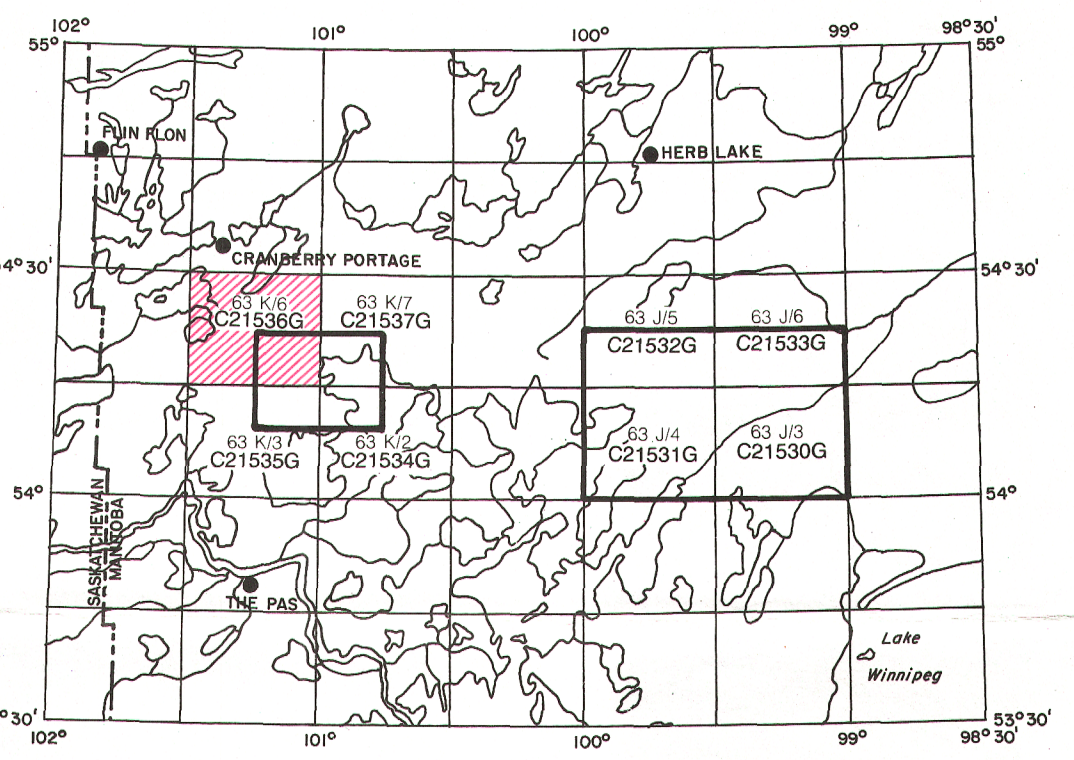 102°
101°
100°
99°
98°30'
55°
55°
FLIN FLON
HERB LAKE
CRANBERRY PORTAGE
4°30'
54°30'
63 K/6
C21536G
63 K/7
C21537G
63 J/5
C21532G
63 J/6
C21533G
63 K/3
C21535G
63 K/2
C21534G
63 J/4
C21531G
63 J/3
C21530G
54°
54°
SASKATCHEWAN
MANITOBA
THE PAS
Lake
Winnipeg
°30'
53°30'
102°
101°
100°
99°
98°30'